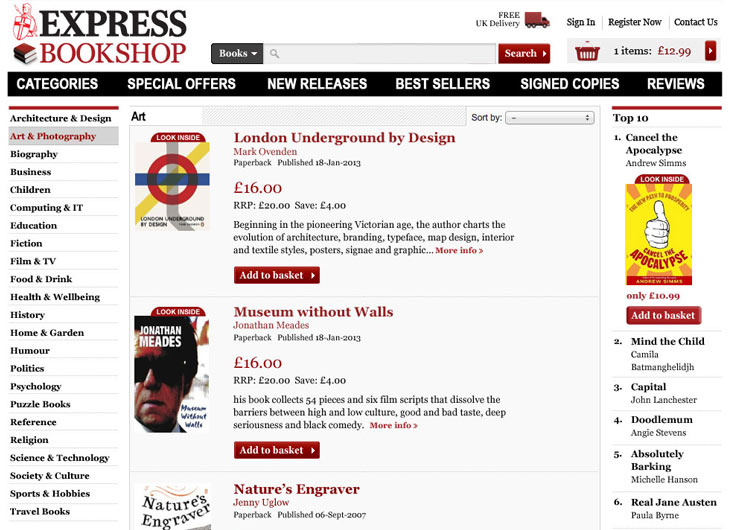 EXPRESS
BOOKSHOP
FREE
UK Delivery
Sign In
Register Now
Contact Us
Books
Search
1 items: £12.99
CATEGORIES
SPECIAL OFFERS
NEW RELEASES
BEST SELLERS
SIGNED COPIES
REVIEWS
Architecture & Design
Art & Photography
Biography
Business
Children
Computing & IT
Education
Fiction
Film & TV
Food & Drink
Health & Wellbeing
History
Home & Garden
Humour
Politics
Psychology
Puzzle Books
Reference
Religion
Science & Technology
Society & Culture
Sports & Hobbies
Travel Books
Art
Sort by: –
LOOK INSIDE
LONDON UNDERGROUND
BY DESIGN
London Underground by Design
Mark Ovenden
Paperback Published 18-Jan-2013
£16.00
RRP: £20.00 Save: £4.00
Beginning in the pioneering Victorian age, the author charts the
evolution of architecture, branding, typeface, map design, interior
and textile styles, posters, signae and graphic... More info >
Add to basket
LOOK INSIDE
JONATHAN
MEADES
Museum
Without
Walls
Museum without Walls
Jonathan Meades
Paperback Published 18-Jan-2013
£16.00
RRP: £20.00 Save: £4.00
his book collects 54 pieces and six film scripts that dissolve the
barriers between high and low culture, good and bad taste, deep
seriousness and black comedy. More info >
Add to basket
Nature's
Engraver
Nature's Engraver
Jenny Uglow
Paperback Published 06-Sept-2007
Top 10
1. Cancel the
Apocalypse
Andrew Simms
LOOK INSIDE
THE NEW PATH TO PROSPERITY
CANCEL THE
APOCALYPSE
ANDREW SIMMS
only £10.99
Add to basket
2. Mind the Child
Camila
Batmanghelidjh
3. Capital
John Lanchester
4. Doodlemum
Angie Stevens
5. Absolutely
Barking
Michelle Hanson
6. Real Jane Austen
Paula Byrne